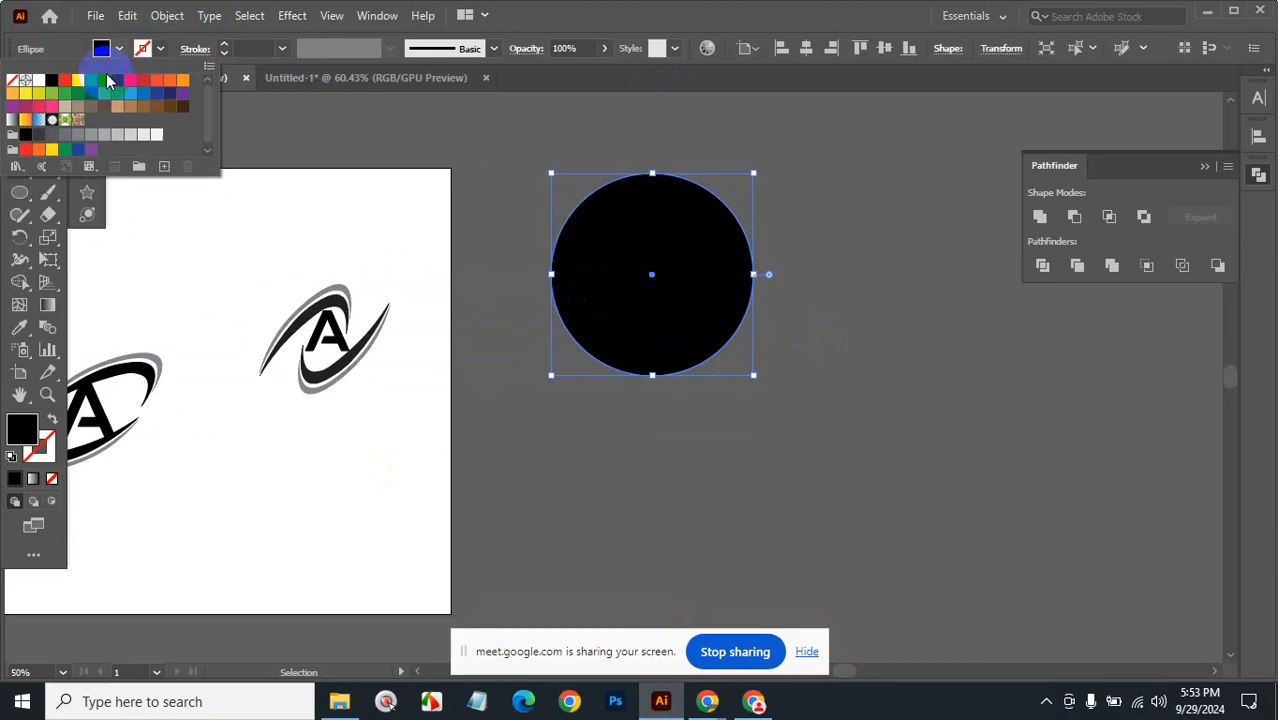 Ai
File Edit Object Type Select Effect View Window Help
Essentials
Search Adobe Stock
Ellipse
Stroke:
Basic
Opacity:
100%
Style:
Shape:
Transform
Untitled-1* @ 60.43% (RGB/GPU Preview)
Pathfinder
Shape Modes:
Expand
Pathfinders:
A
A
A
meet.google.com is sharing your screen.
Stop sharing
Hide
50%
1
Selection
Type here to search
Ps
Ai
5:53 PM
9/29/2024